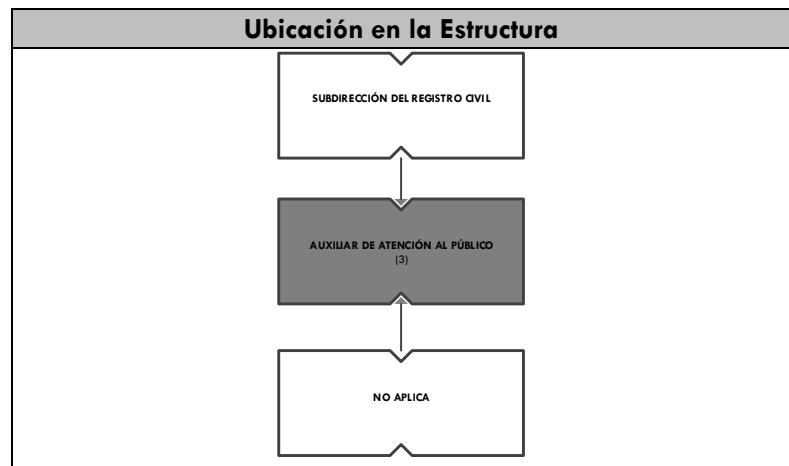 Ubicación en la Estructura
SUBDIRECCIÓN DEL REGISTRO CIVIL
AUXILIAR DE ATENCIÓN AL PÚBLICO
(3)
NO APLICA